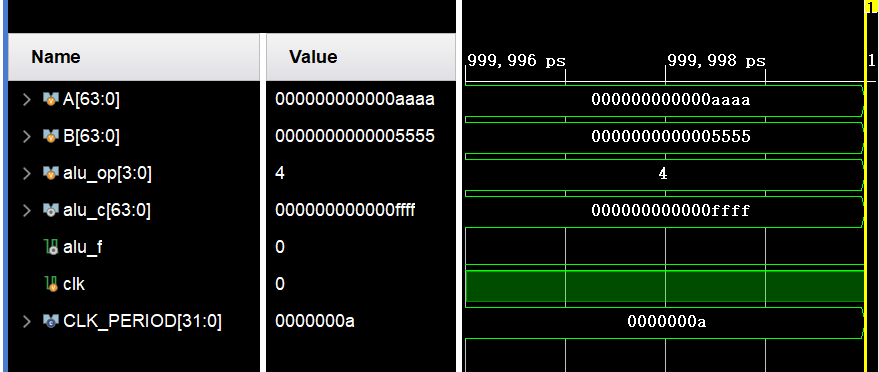 1
Name Value 999,996 ps 999,998 ps 1
A[63:0] 000000000000aaaa 000000000000aaaa
B[63:0] 0000000000005555 0000000000005555
alu_op[3:0] 4 4
alu_c[63:0] 000000000000ffff 000000000000ffff
alu_f 0
clk 0
CLK_PERIOD[31:0] 0000000a 0000000a